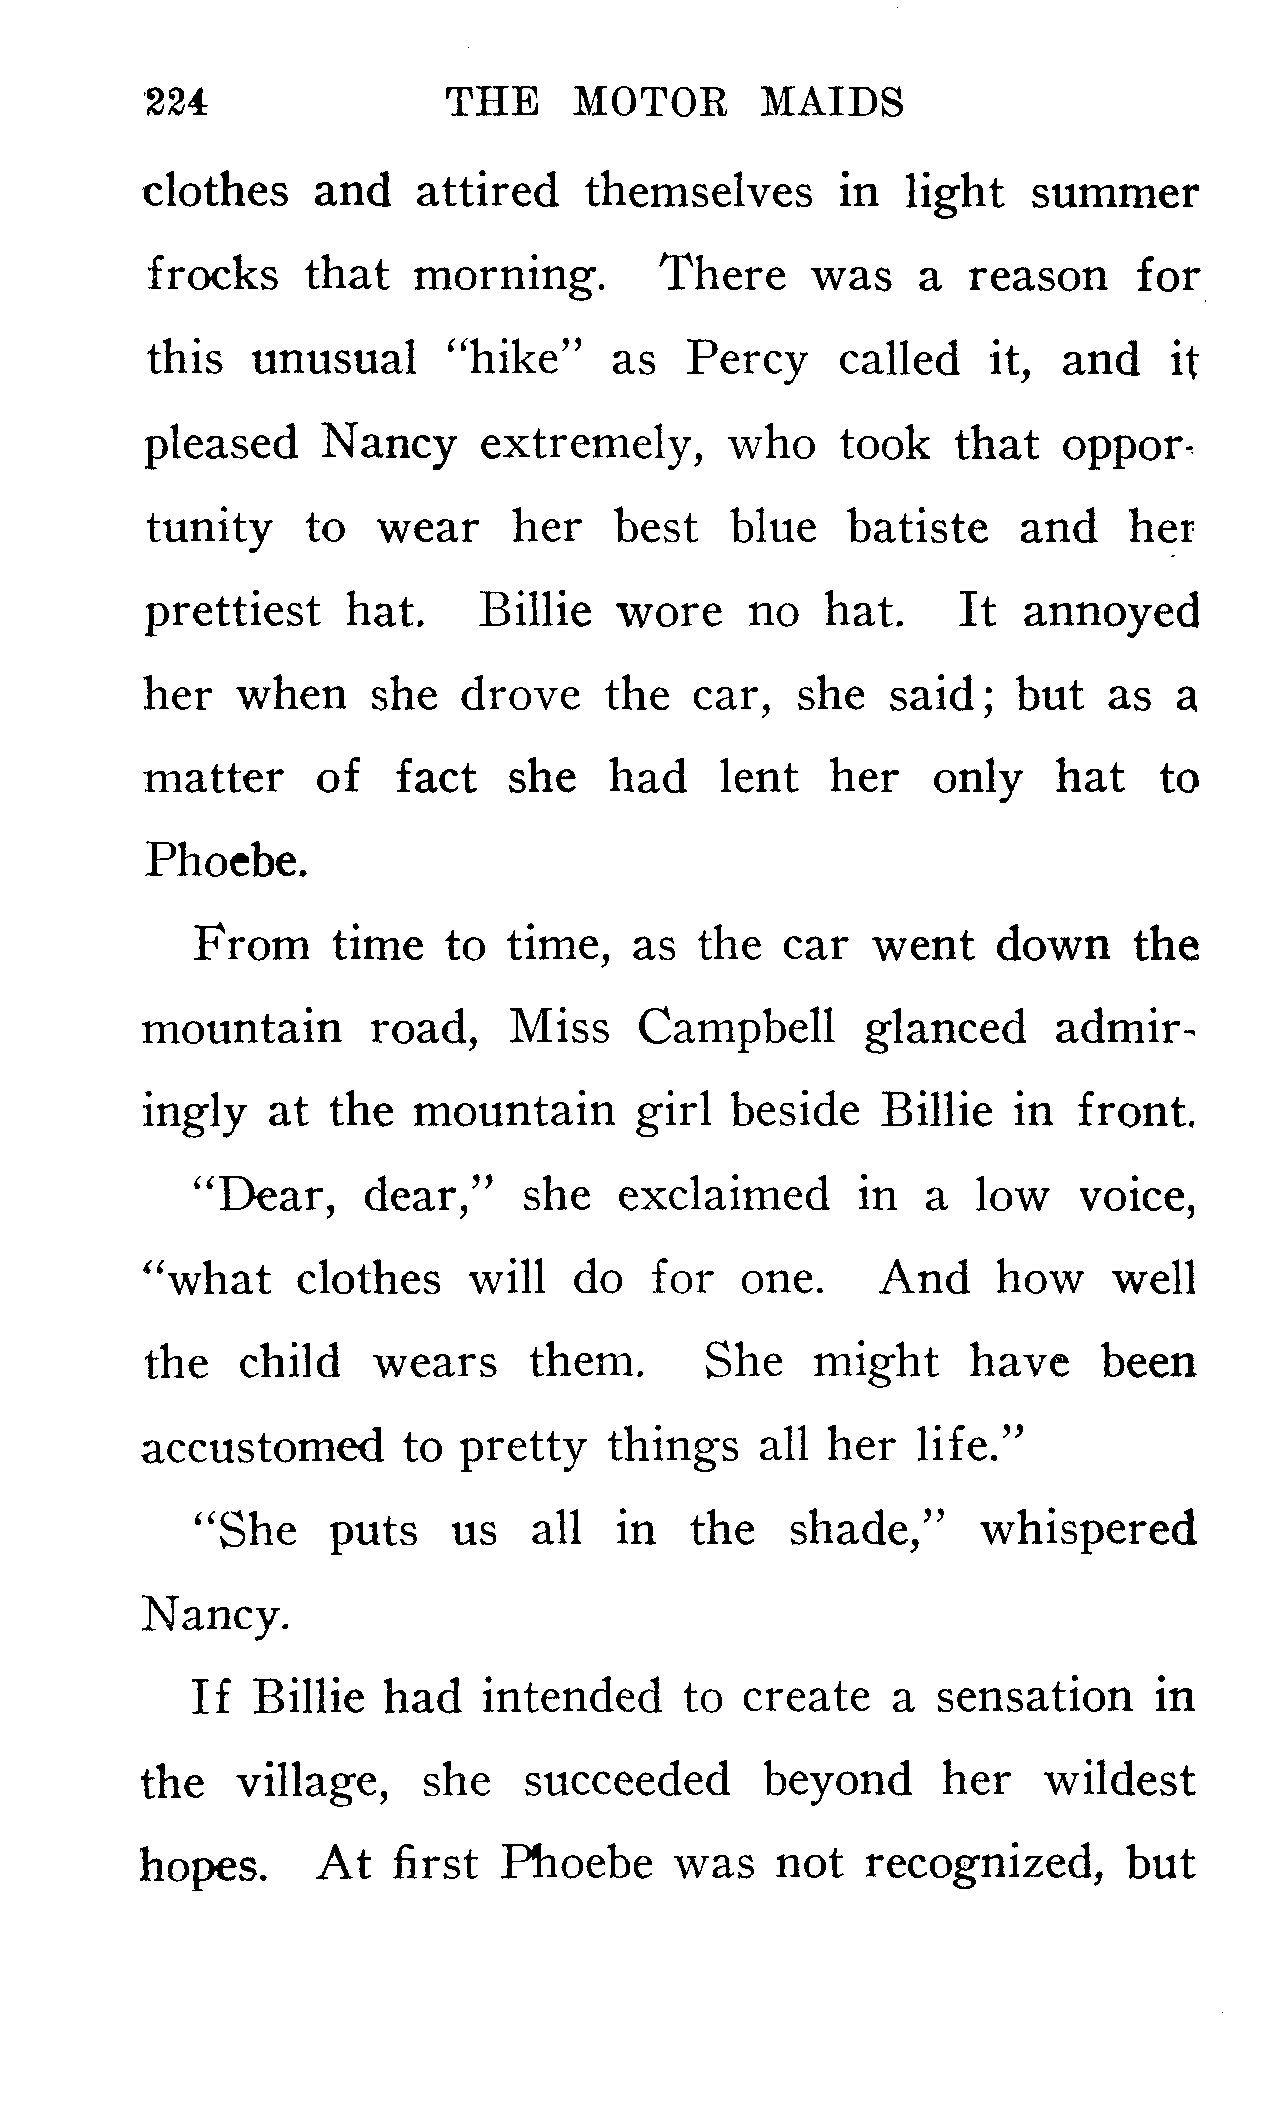 224 THE MOTOR MAIDS
clothes and attired themselves in light summer
frocks that morning. There was a reason for
this unusual "hike" as Percy called it, and it
pleased Nancy extremely, who took that oppor-
tunity to wear her best blue batiste and her
prettiest hat. Billie wore no hat. It annoyed
her when she drove the car, she said; but as a
matter of fact she had lent her only hat to
Phoebe.
From time to time, as the car went down the
mountain road, Miss Campbell glanced admir-
ingly at the mountain girl beside Billie in front.
"Dear, dear," she exclaimed in a low voice,
"what clothes will do for one. And how well
the child wears them. She might have been
accustomed to pretty things all her life."
"She puts us all in the shade," whispered
Nancy.
If Billie had intended to create a sensation in
the village, she succeeded beyond her wildest
hopes. At first Phoebe was not recognized, but